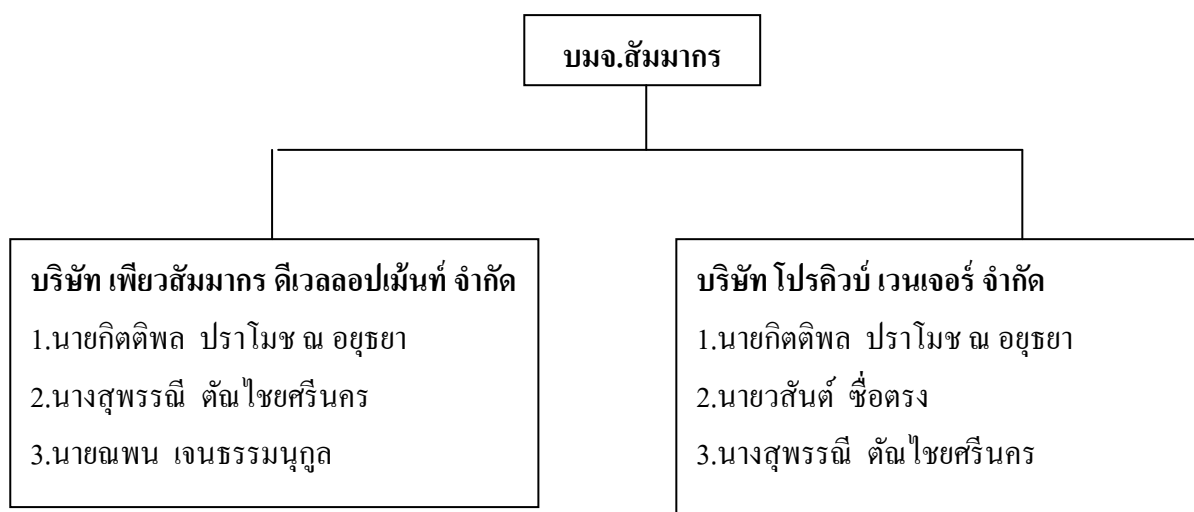 บมจ.สัมมากร
บริษัท เพียวสัมมากร ดีเวลลอปเม้นท์ จำกัด
1.นายกิตติพล ปราโมช ณ อยุธยา
2.นางสุพรรณี ตัณไชยศรีนคร
3.นายณพน เจนธรรมนุกูล
บริษัท โปรคิวบ์ เวนเจอร์ จำกัด
1.นายกิตติพล ปราโมช ณ อยุธยา
2.นายวสันต์ ซื่อตรง
3.นางสุพรรณี ตัณไชยศรีนคร